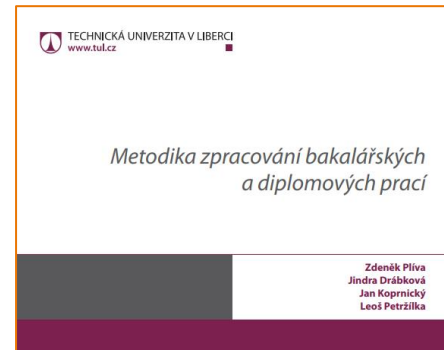 TECHNICKÁ UNIVERZITA V LIBERCI
www.tul.cz
Metodika zpracování bakalářských
a diplomových prací
Zdeněk Plíva
Jindra Drábková
Jan Koprnický
Leoš Petržílka